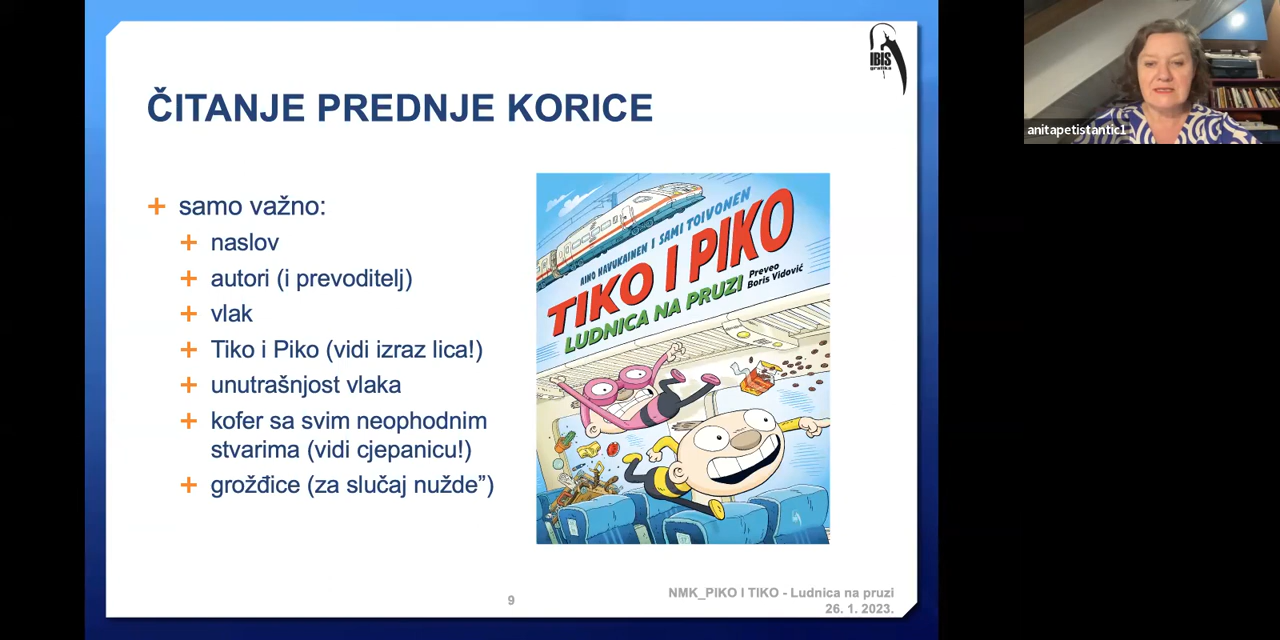 IBIS
grafika
ČITANJE PREDNJE KORICE
samo važno:
naslov
autori (i prevoditelj)
vlak
Tiko i Piko (vidi izraz lica!)
unutrašnjost vlaka
kofer sa svim neophodnim
stvarima (vidi cjepanicu!)
grožđice (za slučaj nužde”)
AINO HAVUKAINEN I SAMI TOIVONEN
TIKO I PIKO
LUDNICA NA PRUZI
Preveo
Boris Vidović
9
NMK_PIKO I TIKO - Ludnica na pruzi
26. 1. 2023.
anitapetistantic1